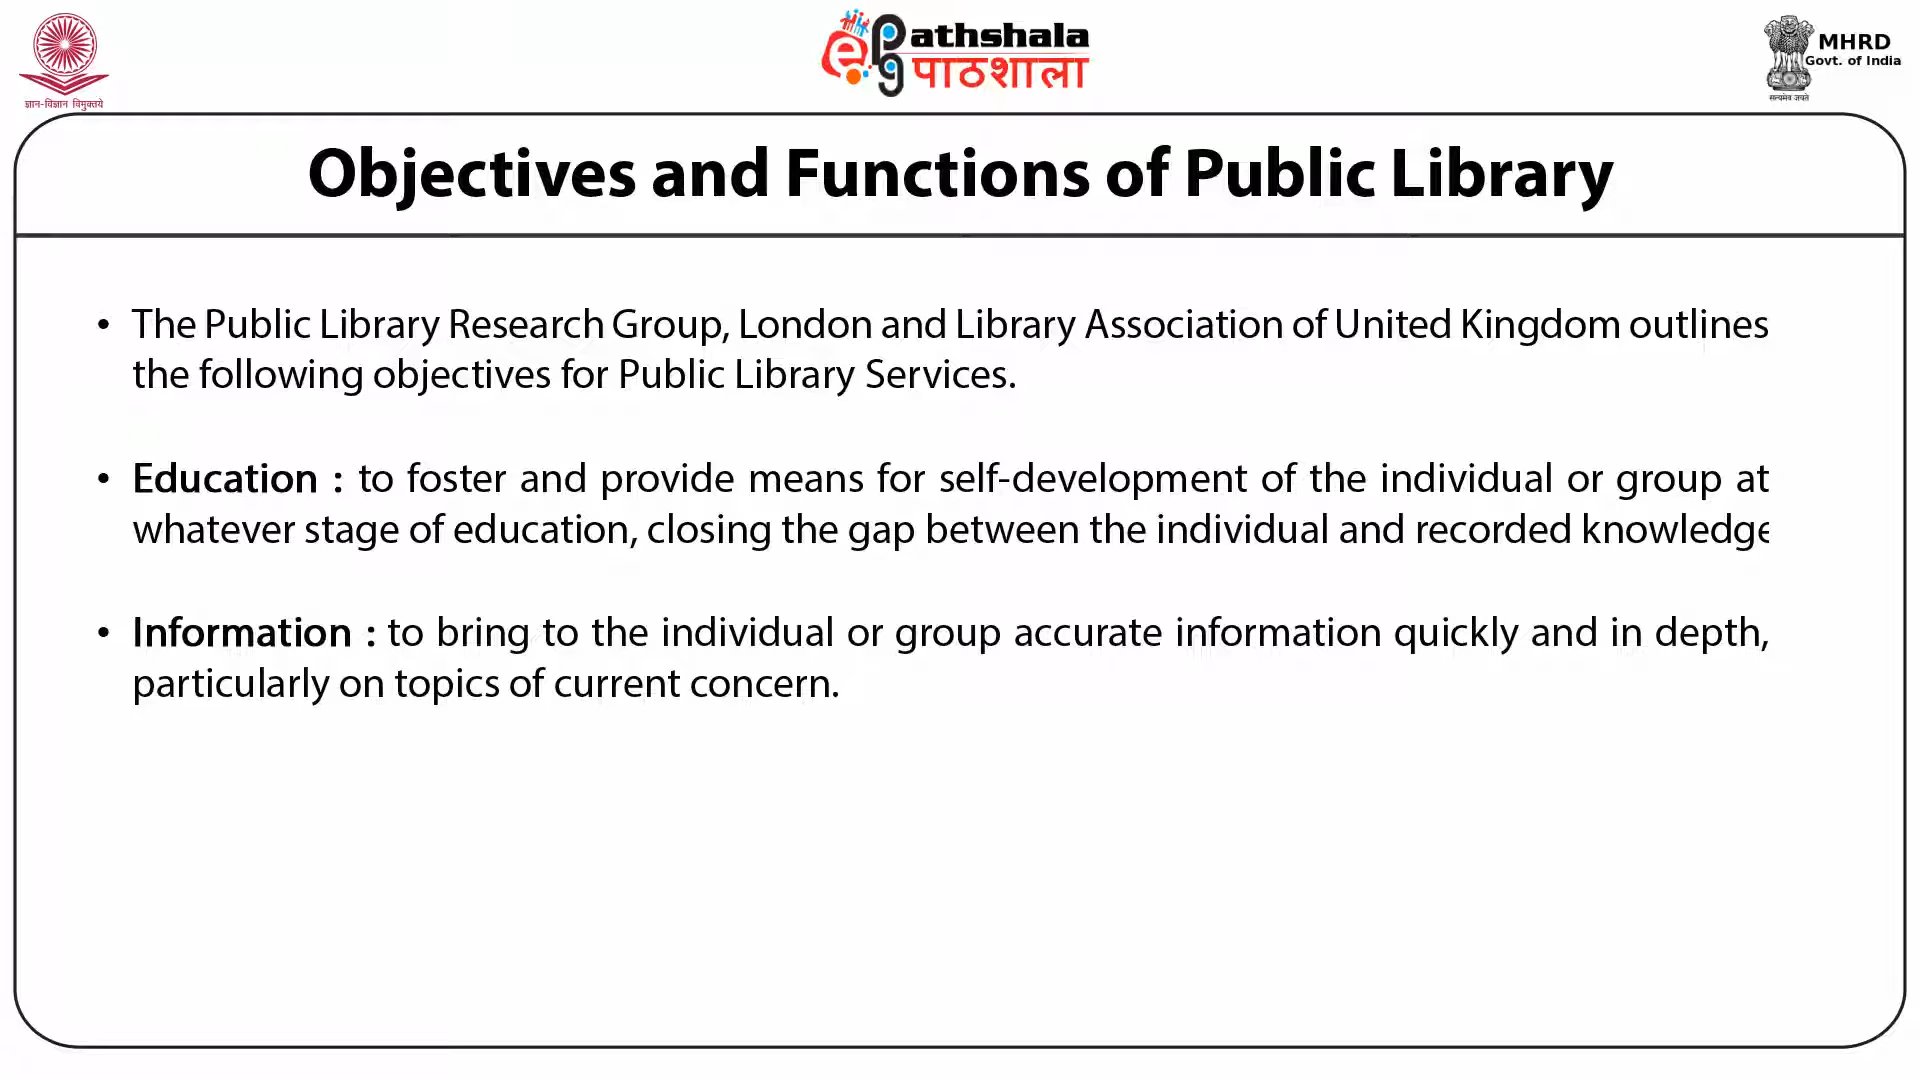 ज्ञान-विज्ञान विमुक्तये
ePg
Pathshala
पाठशाला
MHRD
Govt. of India
सत्यमेव जयते
Objectives and Functions of Public Library
• The Public Library Research Group, London and Library Association of United Kingdom outlines
the following objectives for Public Library Services.
• Education : to foster and provide means for self-development of the individual or group at
whatever stage of education, closing the gap between the individual and recorded knowledge
• Information : to bring to the individual or group accurate information quickly and in depth,
particularly on topics of current concern.